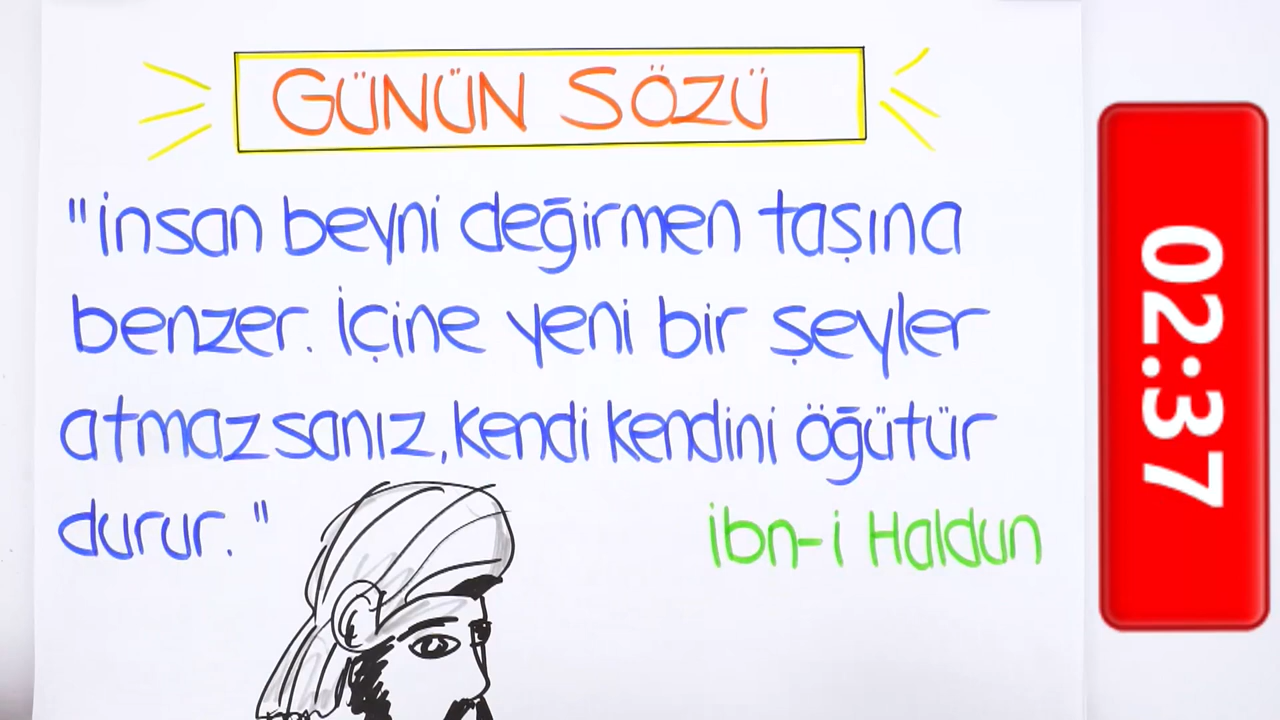 GÜNÜN SÖZÜ
"insan beyni değirmen taşına
benzer. İçine yeni bir şeyler
atmazsanız, kendi kendini öğütür
durur."
İbn-i Haldun
02:37